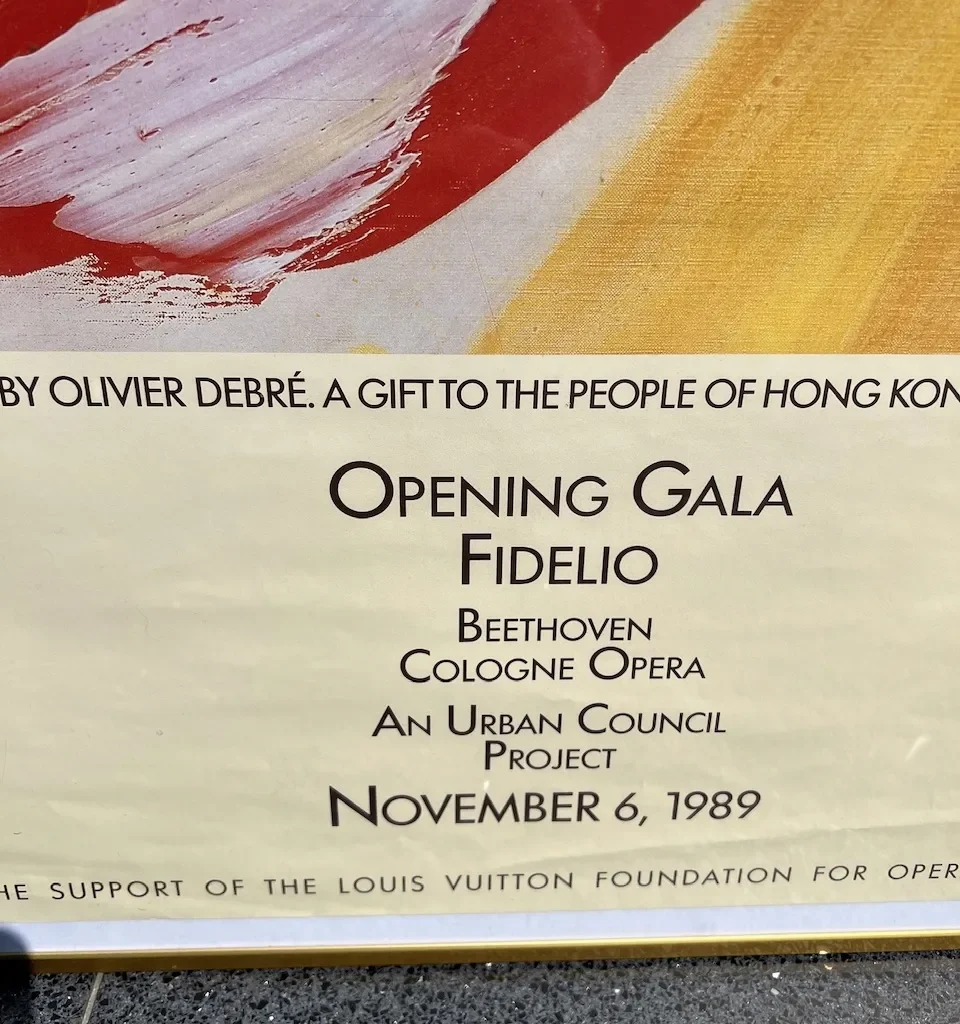 BY OLIVIER DEBRÉ. A GIFT TO THE PEOPLE OF HONG KON
OPENING GALA
FIDELIO
BEETHOVEN
COLOGNE OPERA
AN URBAN COUNCIL
PROJECT
NOVEMBER 6, 1989
HE SUPPORT OF THE LOUIS VUITTON FOUNDATION FOR OPER